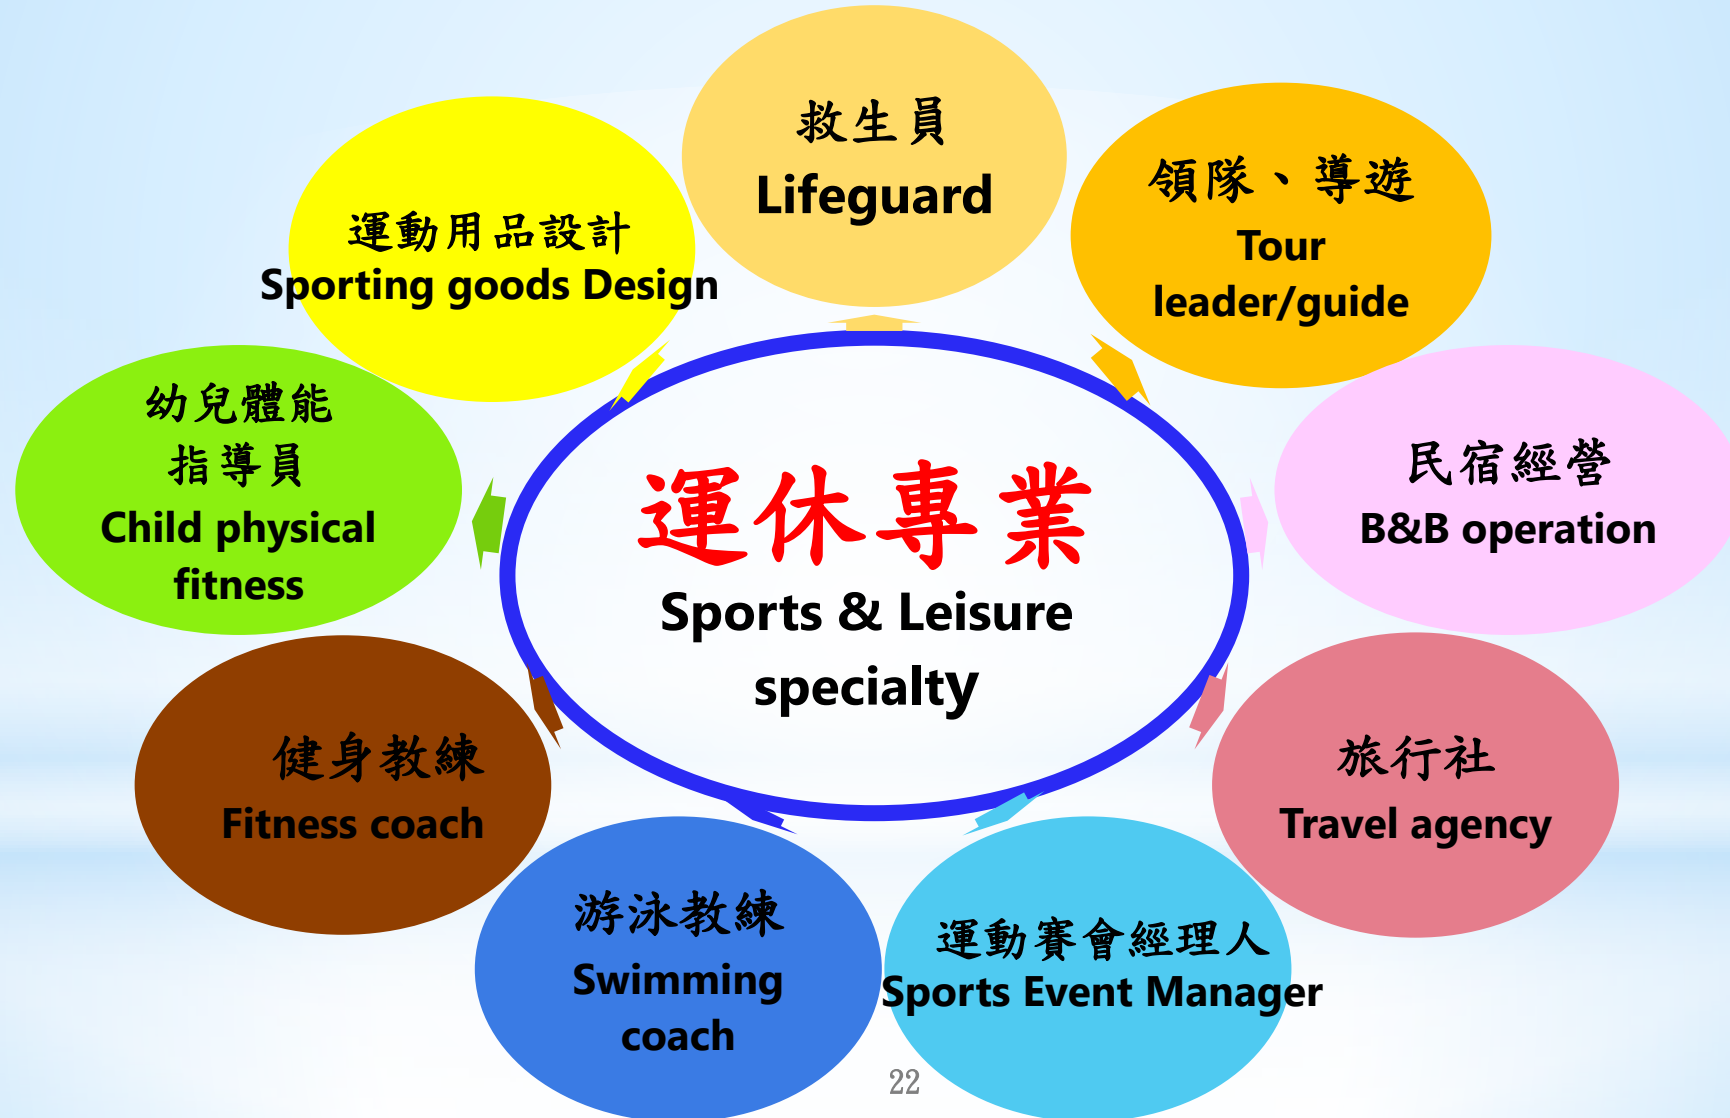 救生員
Lifeguard
領隊、導遊
Tour
leader/guide
民宿經營
B&B operation
旅行社
Travel agency
運動賽會經理人
Sports Event Manager
游泳教練
Swimming
coach
健身教練
Fitness coach
幼兒體能
指導員
Child physical
fitness
運動用品設計
Sporting goods Design
運休專業
Sports & Leisure
specialty
22